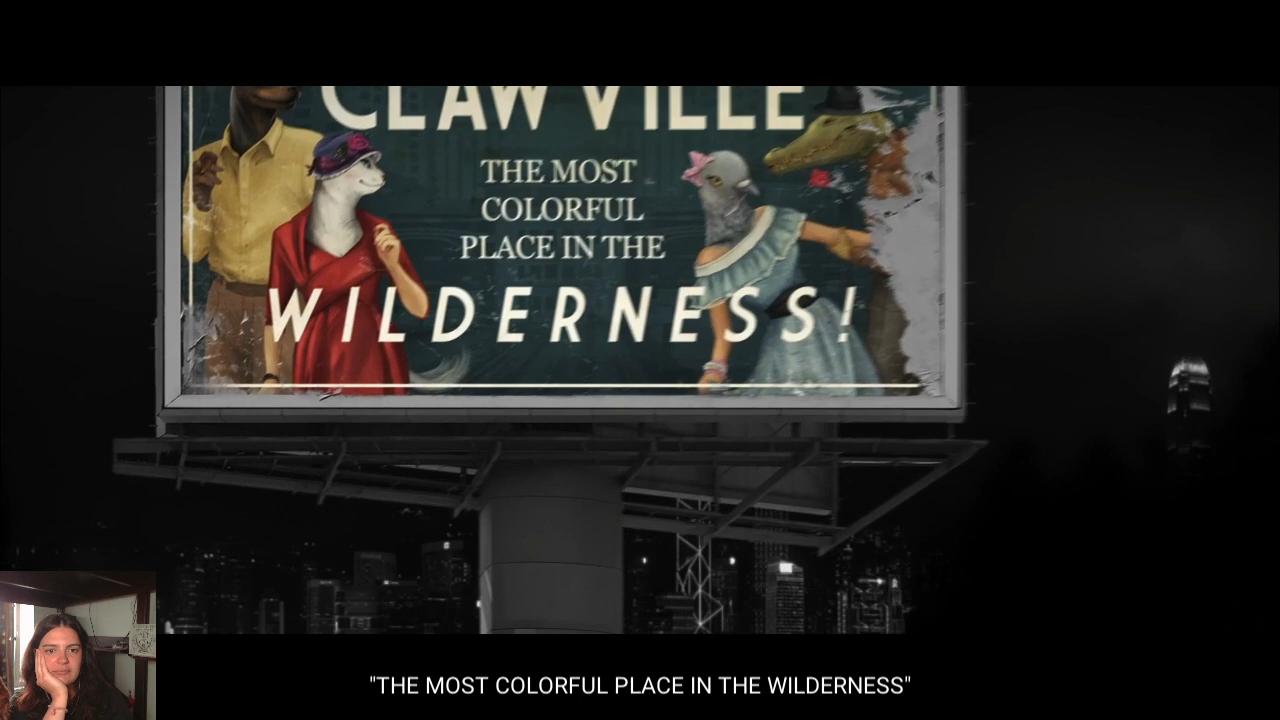 CLAW VILLE
THE MOST
COLORFUL
PLACE IN THE
WILDERNESS!
"THE MOST COLORFUL PLACE IN THE WILDERNESS"